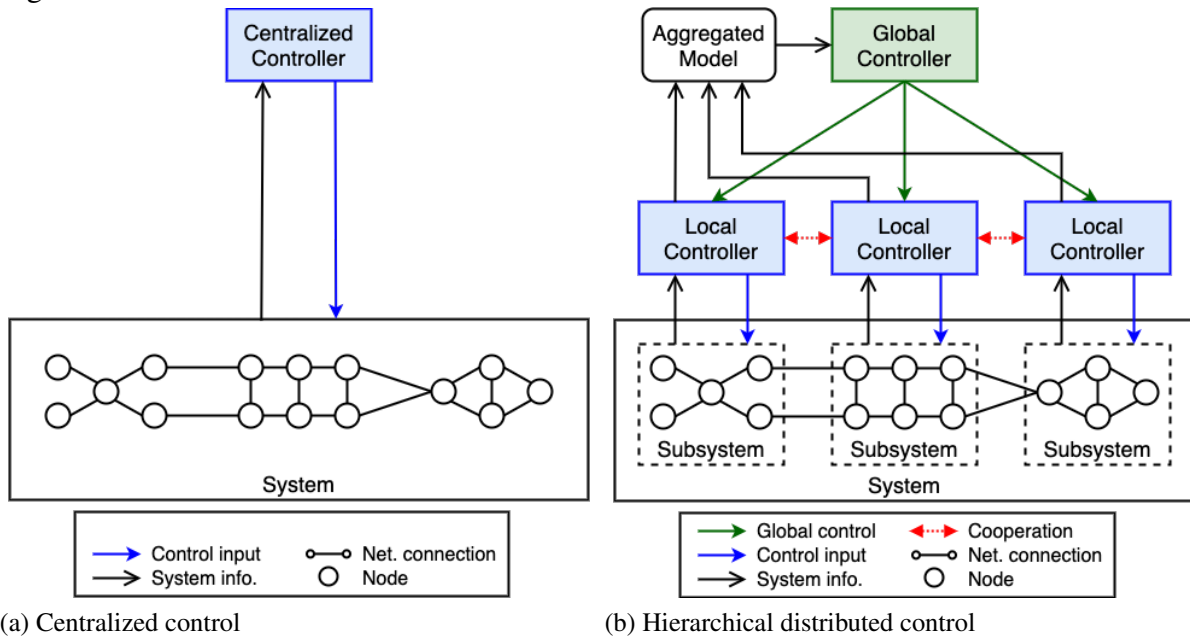 Centralized
Controller
System
Control input
Net. connection
System info.
Node
(a) Centralized control
Aggregated
Model
Global
Controller
Local
Controller
Local
Controller
Local
Controller
Subsystem
Subsystem
Subsystem
System
Global control
Cooperation
Control input
Net. connection
System info.
Node
(b) Hierarchical distributed control